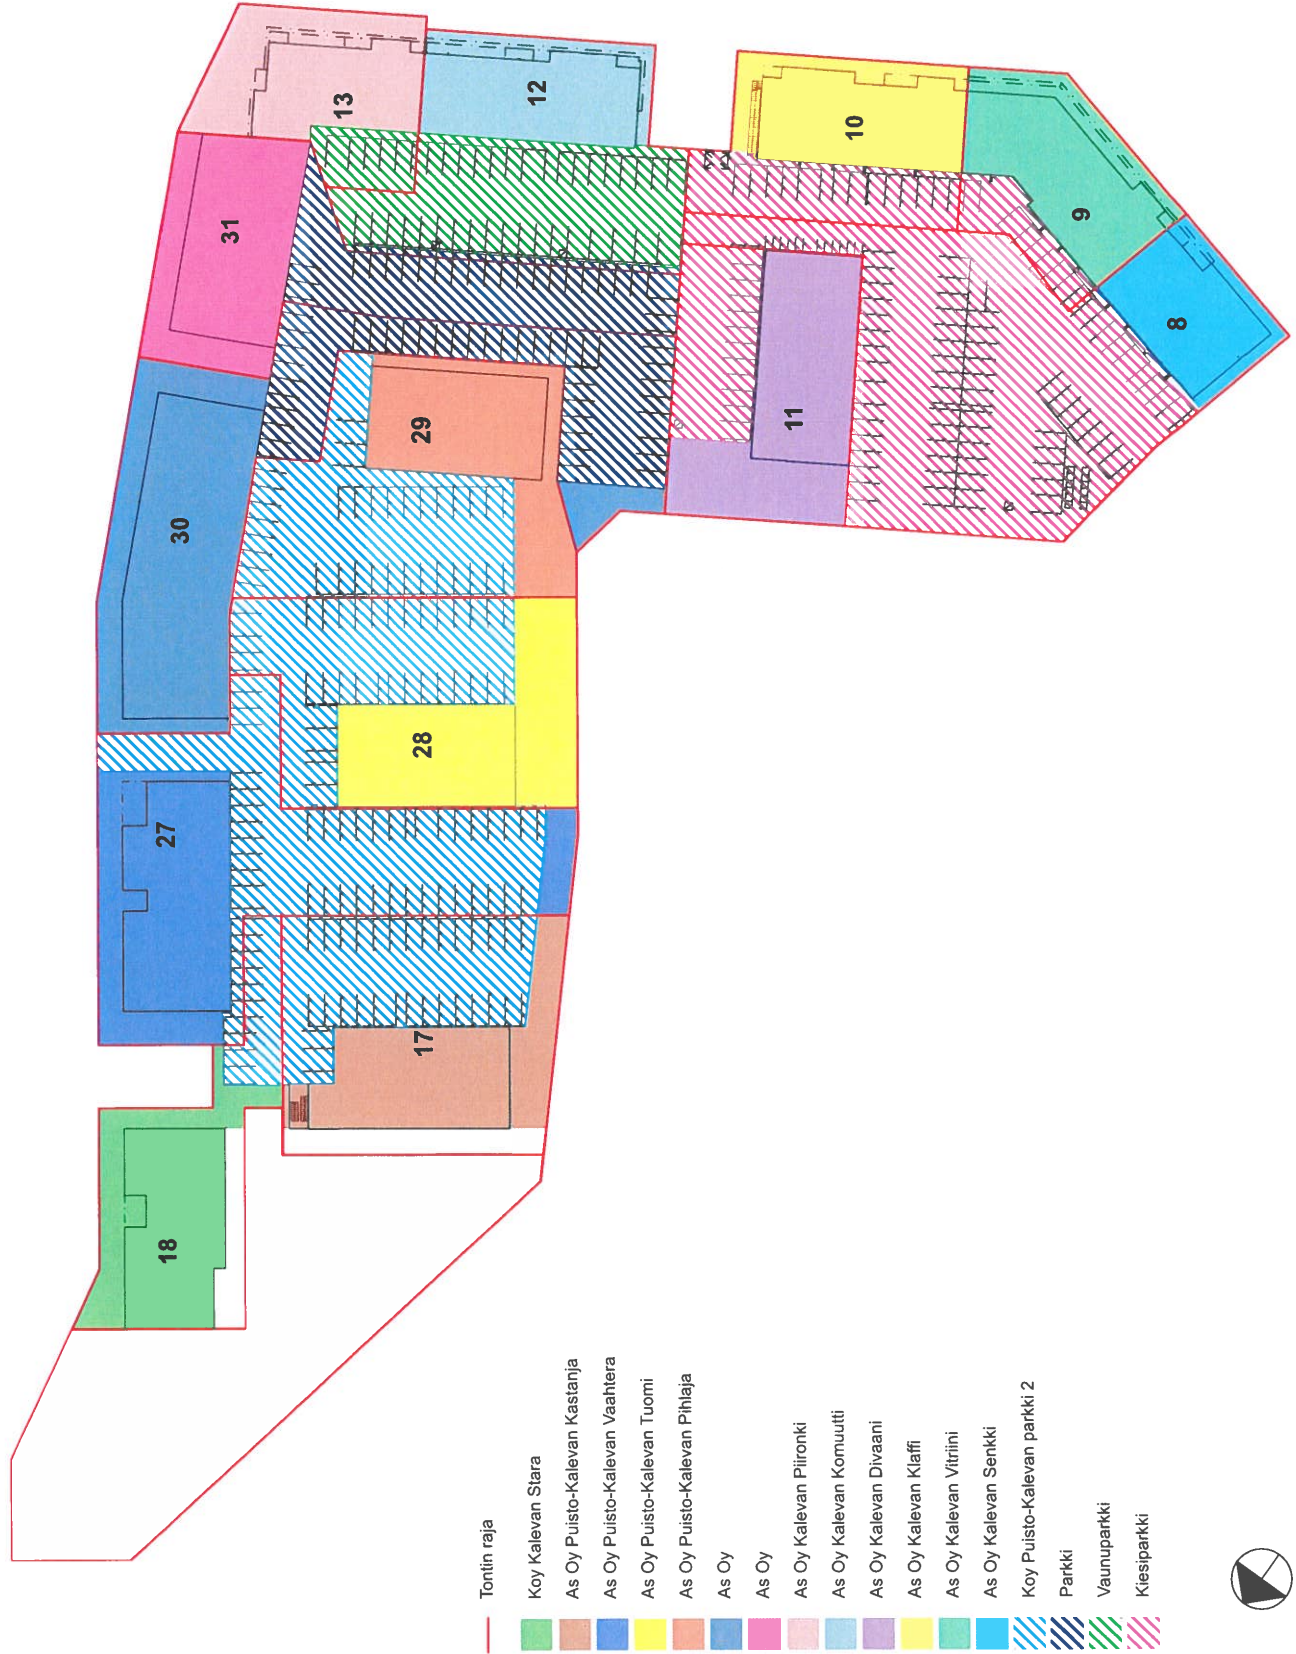 13
12
10
9
8
31
30
29
11
28
27
17
18
Tontin raja
Koy Kalevan Stara
As Oy Puisto-Kalevan Kastanja
As Oy Puisto-Kalevan Vaahtera
As Oy Puisto-Kalevan Tuomi
As Oy Puisto-Kalevan Pihlaja
As Oy
As Oy
As Oy Kalevan Piironki
As Oy Kalevan Komuutti
As Oy Kalevan Divaani
As Oy Kalevan Klaffi
As Oy Kalevan Vitriini
As Oy Kalevan Senkki
Koy Puisto-Kalevan parkki 2
Parkki
Vaunuparkki
Kiesiparkki